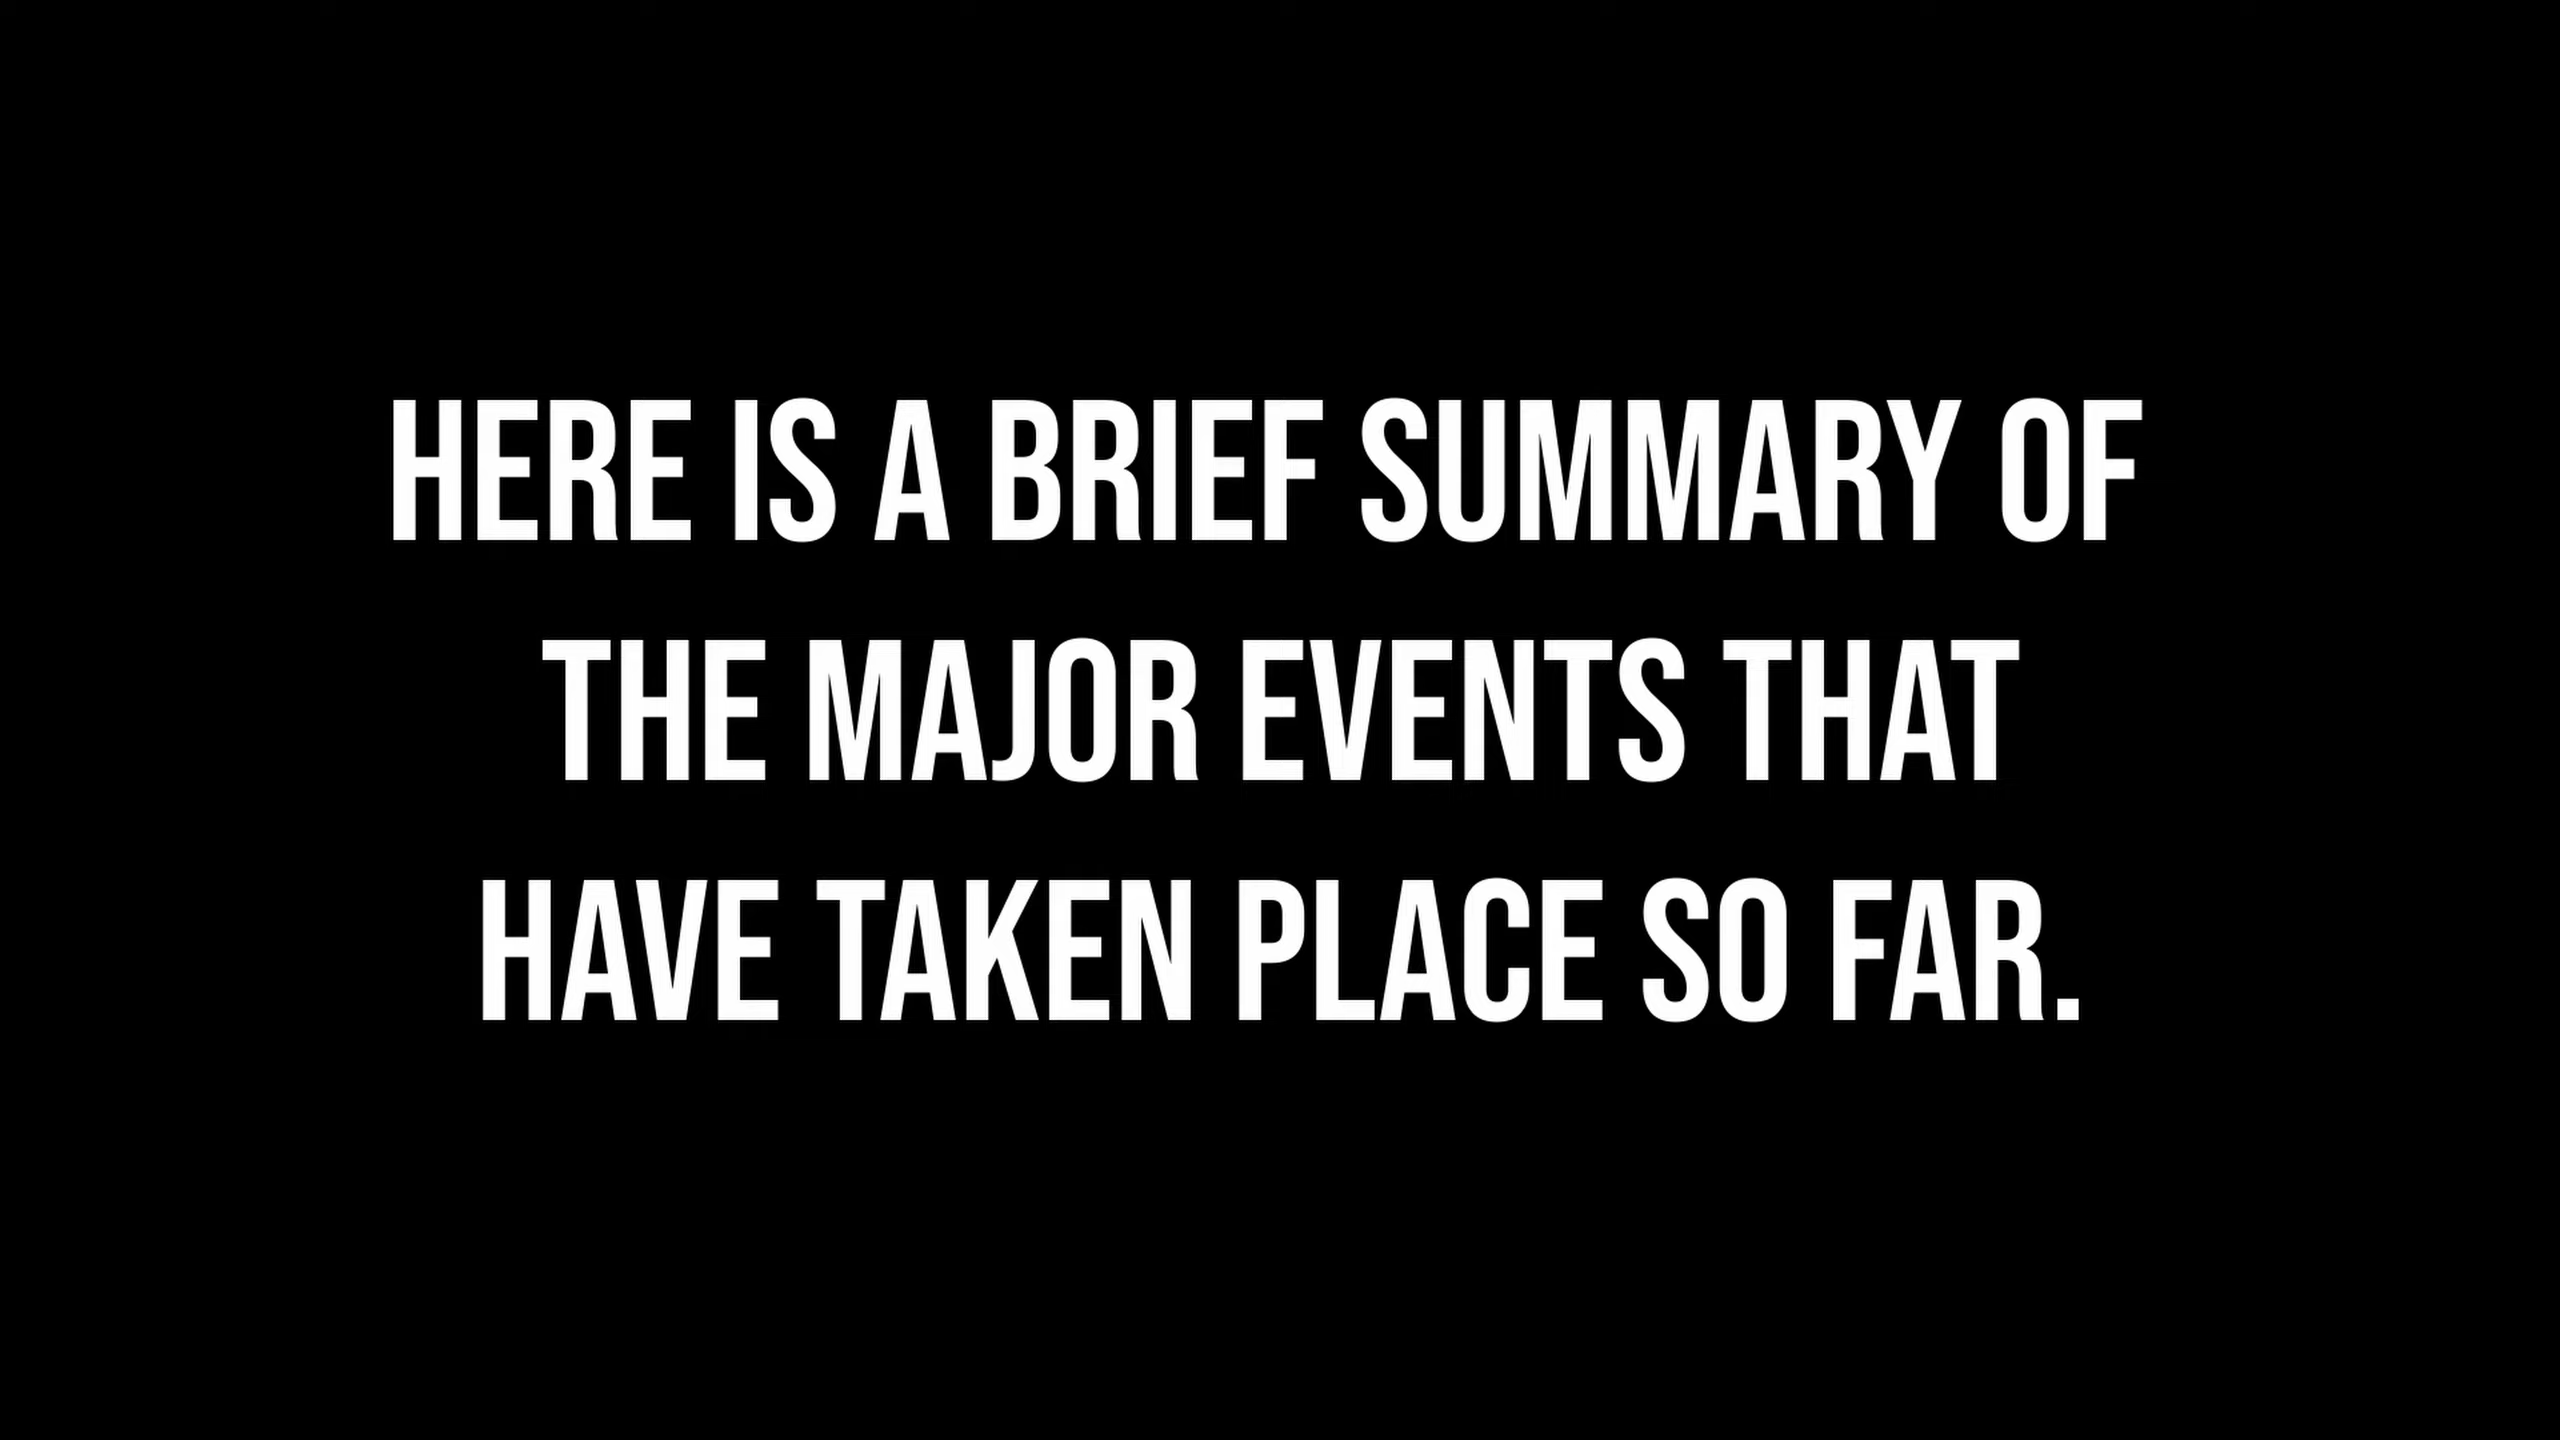 HERE IS A BRIEF SUMMARY OF
THE MAJOR EVENTS THAT
HAVE TAKEN PLACE SO FAR.